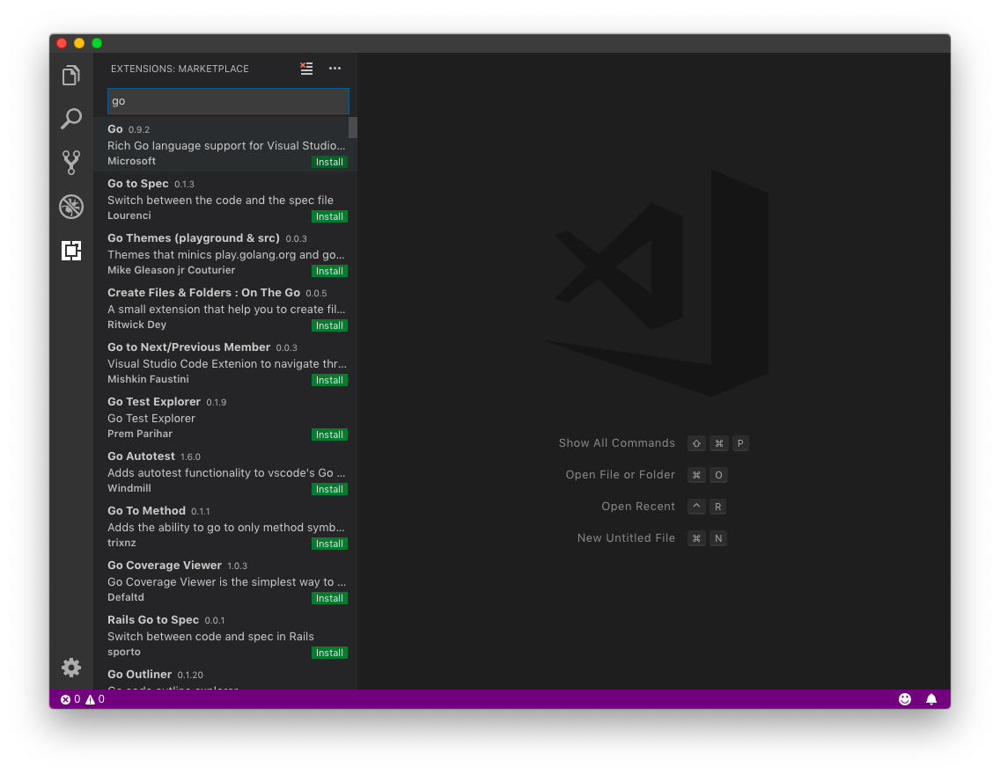 EXTENSIONS: MARKETPLACE
go
Go 0.9.2
Rich Go language support for Visual Studio...
Microsoft Install
Go to Spec 0.1.3
Switch between the code and the spec file
Lourenci Install
Go Themes (playground & src) 0.0.3
Themes that minics play.golang.org and go...
Mike Gleason jr Couturier Install
Create Files & Folders : On The Go 0.0.5
A small extension that help you to create fil...
Ritwick Dey Install
Go to Next/Previous Member 0.0.3
Visual Studio Code Extenion to navigate thr...
Mishkin Faustini Install
Go Test Explorer 0.1.9
Go Test Explorer
Prem Parihar Install
Go Autotest 1.6.0
Adds autotest functionality to vscode's Go ...
Windmill Install
Go To Method 0.1.1
Adds the ability to go to only method symb...
trixnz Install
Go Coverage Viewer 1.0.3
Go Coverage Viewer is the simplest way to ...
Defaltd Install
Rails Go to Spec 0.0.1
Switch between code and spec in Rails
sporto Install
Go Outliner 0.1.20
Go code outline explorer
Show All Commands ⇧ ⌘ P
Open File or Folder ⌘ O
Open Recent ^ R
New Untitled File ⌘ N
0 0